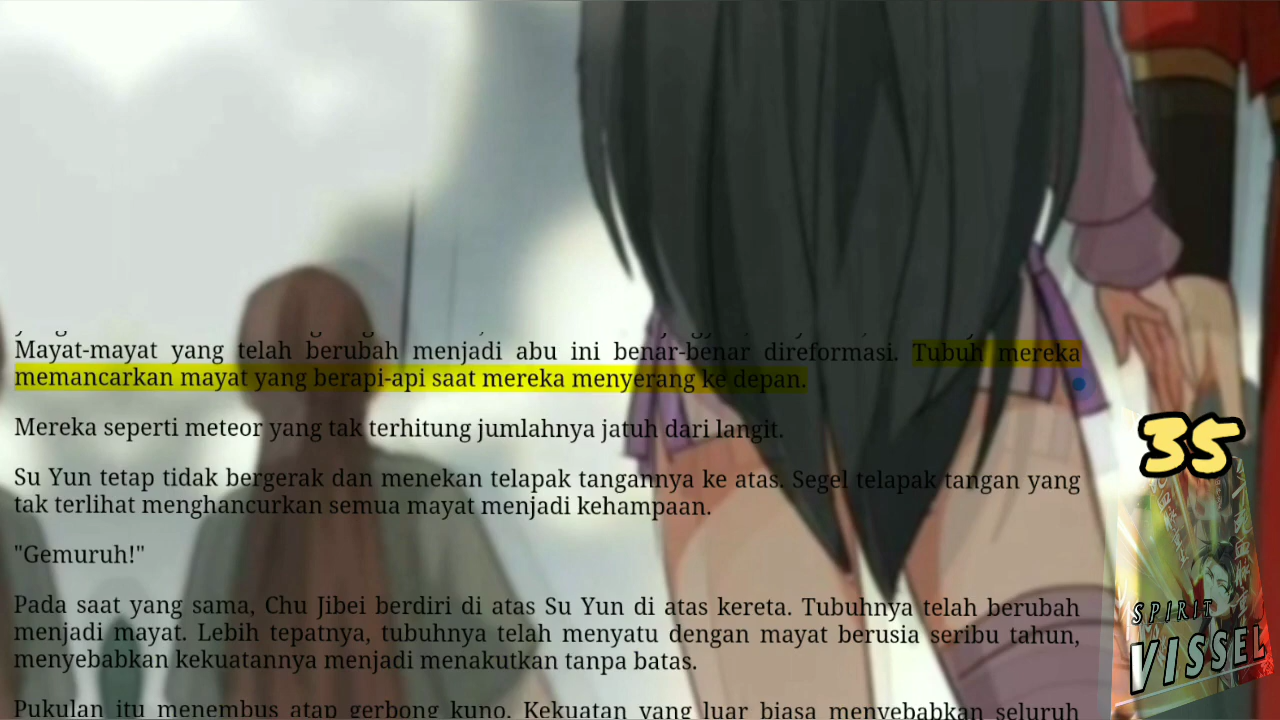 Mayat-mayat yang telah berubah menjadi abu ini benar-benar direformasi. Tubuh mereka
memancarkan mayat yang berapi-api saat mereka menyerang ke depan.
Mereka seperti meteor yang tak terhitung jumlahnya jatuh dari langit.
Su Yun tetap tidak bergerak dan menekan telapak tangannya ke atas. Segel telapak tangan yang
tak terlihat menghancurkan semua mayat menjadi kehampaan.
"Gemuruh!"
Pada saat yang sama, Chu Jibei berdiri di atas Su Yun di atas kereta. Tubuhnya telah berubah
menjadi mayat. Lebih tepatnya, tubuhnya telah menyatu dengan mayat berusia seribu tahun,
menyebabkan kekuatannya menjadi menakutkan tanpa batas.
Pukulan itu menembus atap gerbong kuno. Kekuatan yang luar biasa menyebabkan seluruh
35
SPIRIT
VISSEL